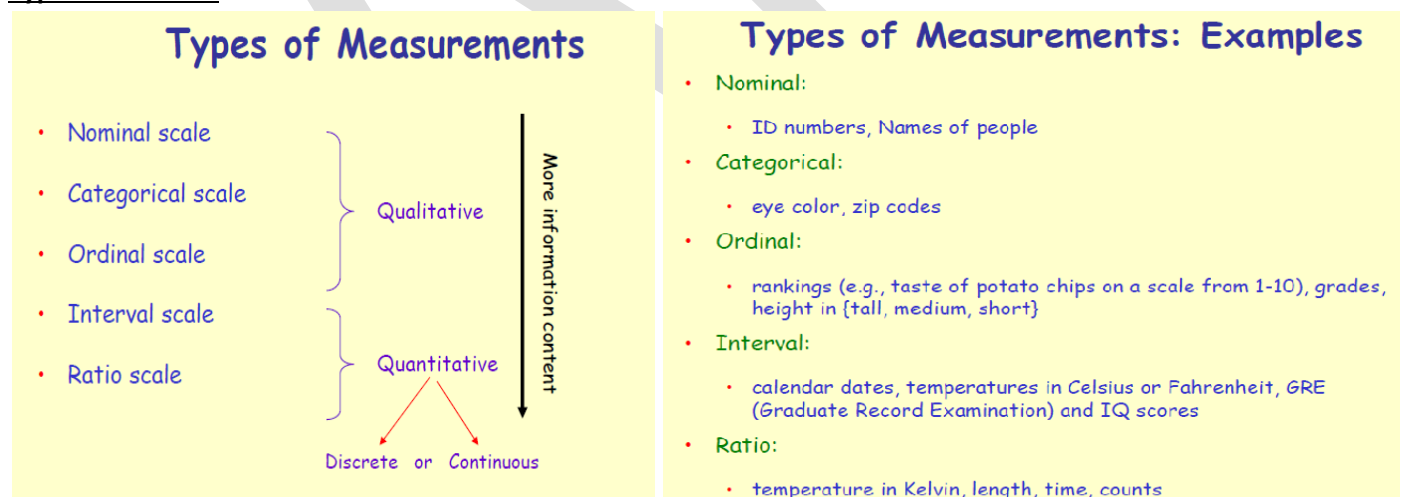 Types of Measurements
• Nominal scale
• Categorical scale
• Ordinal scale
• Interval scale
• Ratio scale
Qualitative
Quantitative
Discrete or Continuous
More information content
Types of Measurements: Examples
• Nominal:
• ID numbers, Names of people
• Categorical:
• eye color, zip codes
• Ordinal:
• rankings (e.g., taste of potato chips on a scale from 1-10), grades,
height in {tall, medium, short}
• Interval:
• calendar dates, temperatures in Celsius or Fahrenheit, GRE
(Graduate Record Examination) and IQ scores
• Ratio:
• temperature in Kelvin, length, time, counts